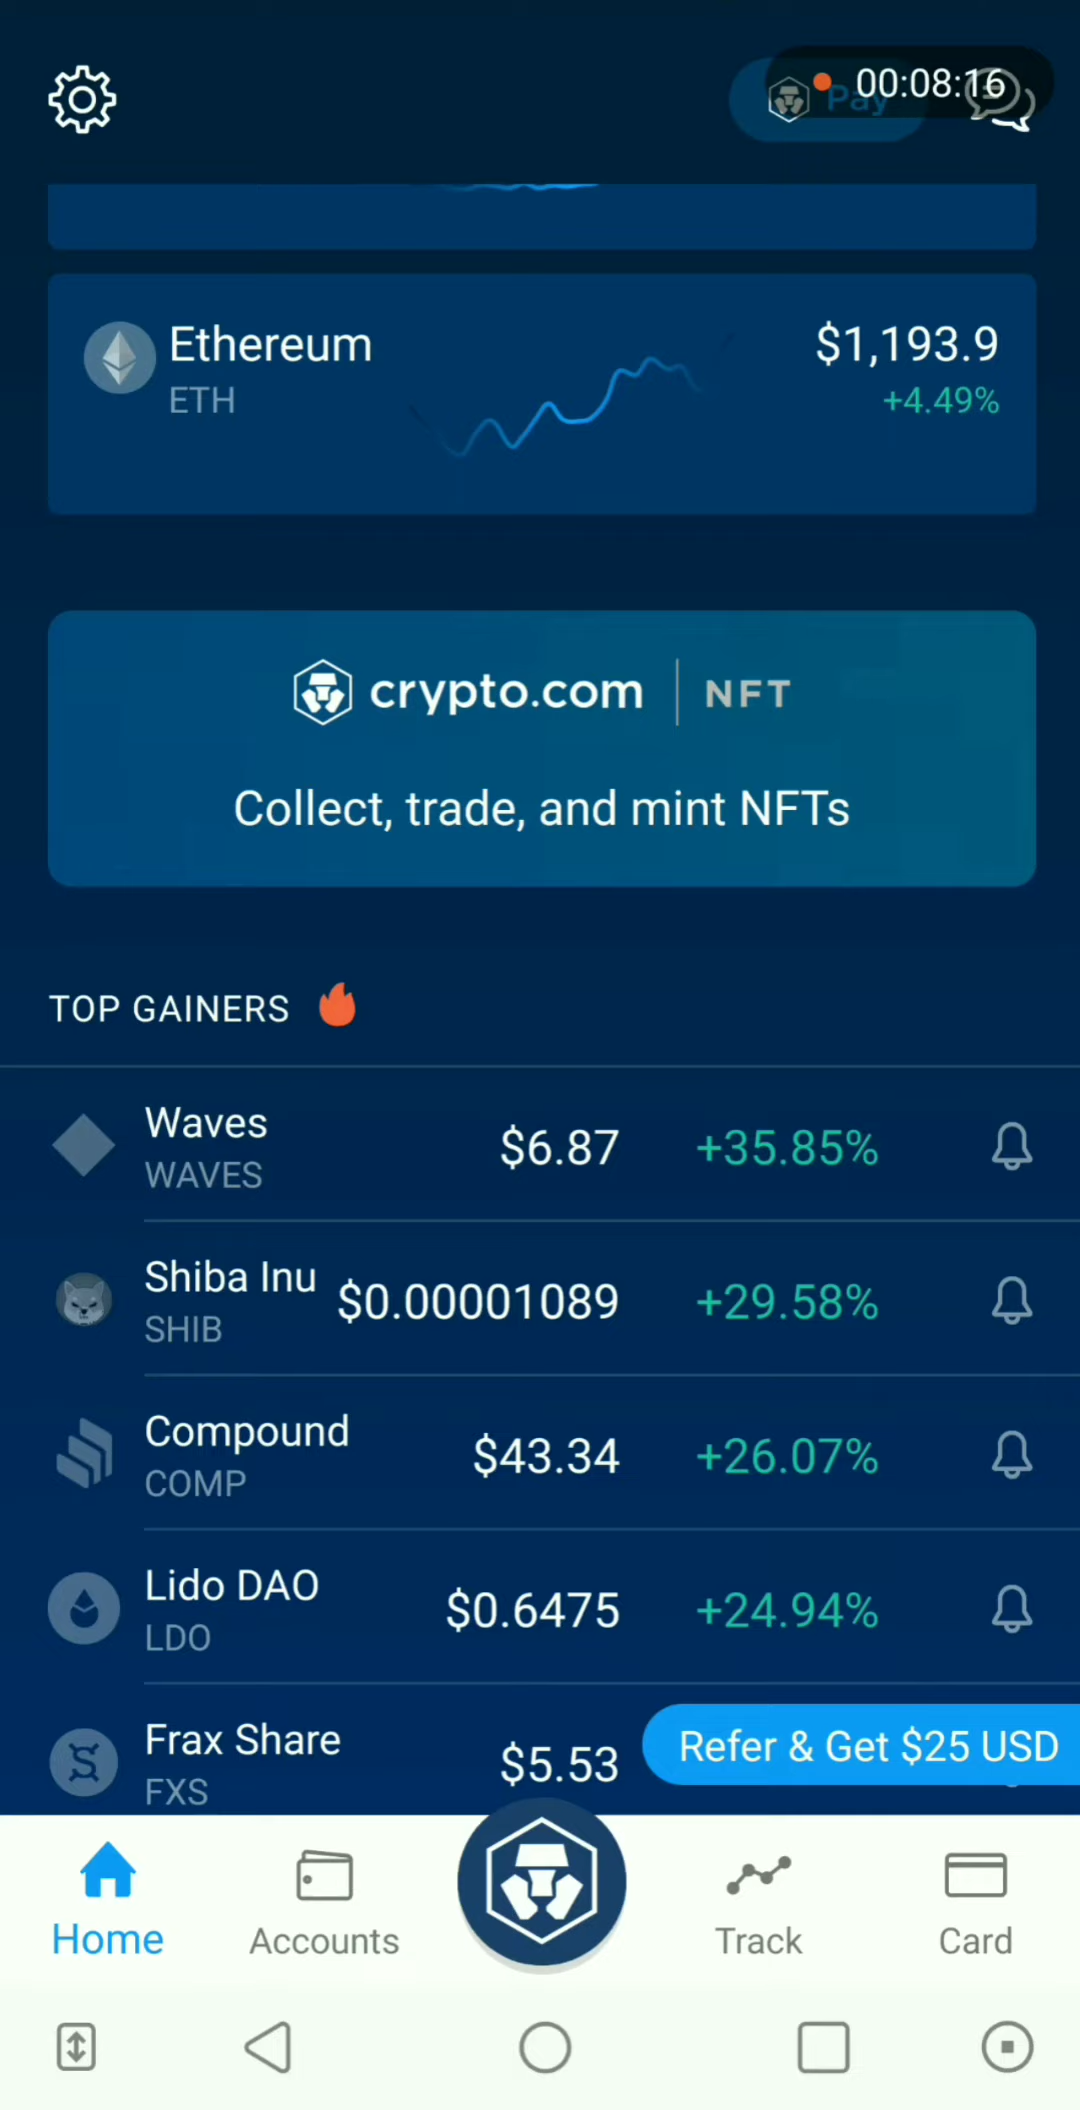 00:08:16
Pay
Ethereum
$1,193.9
ETH
+4.49%
crypto.com | NFT
Collect, trade, and mint NFTs
TOP GAINERS
Waves
$6.87
+35.85%
WAVES
Shiba Inu
$0.00001089
+29.58%
SHIB
Compound
$43.34
+26.07%
COMP
Lido DAO
$0.6475
+24.94%
LDO
Frax Share
$5.53
Refer & Get $25 USD
FXS
Home
Accounts
Track
Card